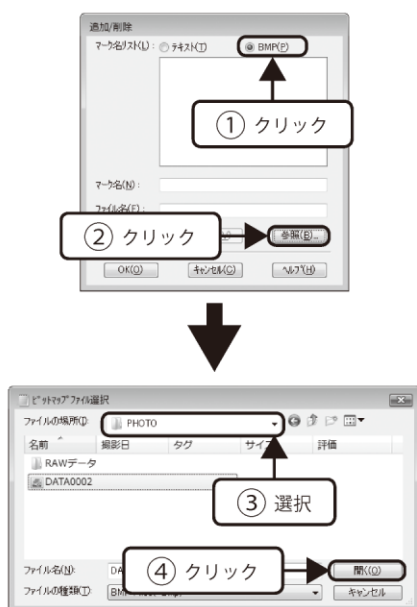 追加/削除
マーク名リスト(L): テキスト(T) BMP(P)
① クリック
マーク名(N):
ファイル名(F):
② クリック 参照(B)...
OK(O) キャンセル(C) ヘルプ(H)
ビットマップファイル選択
ファイルの場所(I): PHOTO
名前 撮影日 タグ サイズ 評価
RAWデータ
DATA0002
③ 選択
ファイル名(N): DA
④ クリック 開く(O)
ファイルの種類(T): キャンセル